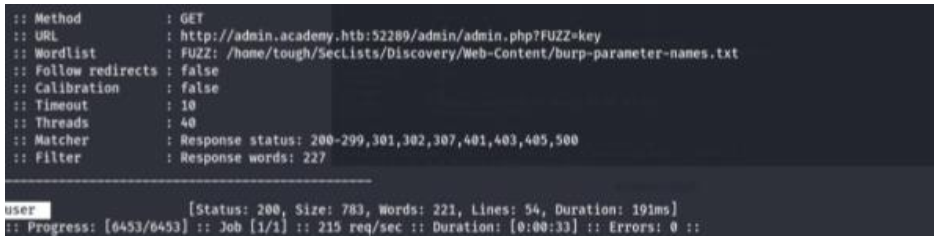 :: Method : GET
:: URL : http://admin.academy.htb:52289/admin/admin.php?FUZZ=key
:: Wordlist : FUZZ: /home/tough/SecLists/Discovery/Web-Content/burp-parameter-names.txt
:: Follow redirects : false
:: Calibration : false
:: Timeout : 10
:: Threads : 40
:: Matcher : Response status: 200-299,301,302,307,401,403,405,500
:: Filter : Response words: 227
user [Status: 200, Size: 783, Words: 221, Lines: 54, Duration: 191ms]
:: Progress: [6453/6453] :: Job [1/1] :: 215 req/sec :: Duration: [0:00:33] :: Errors: 0 ::